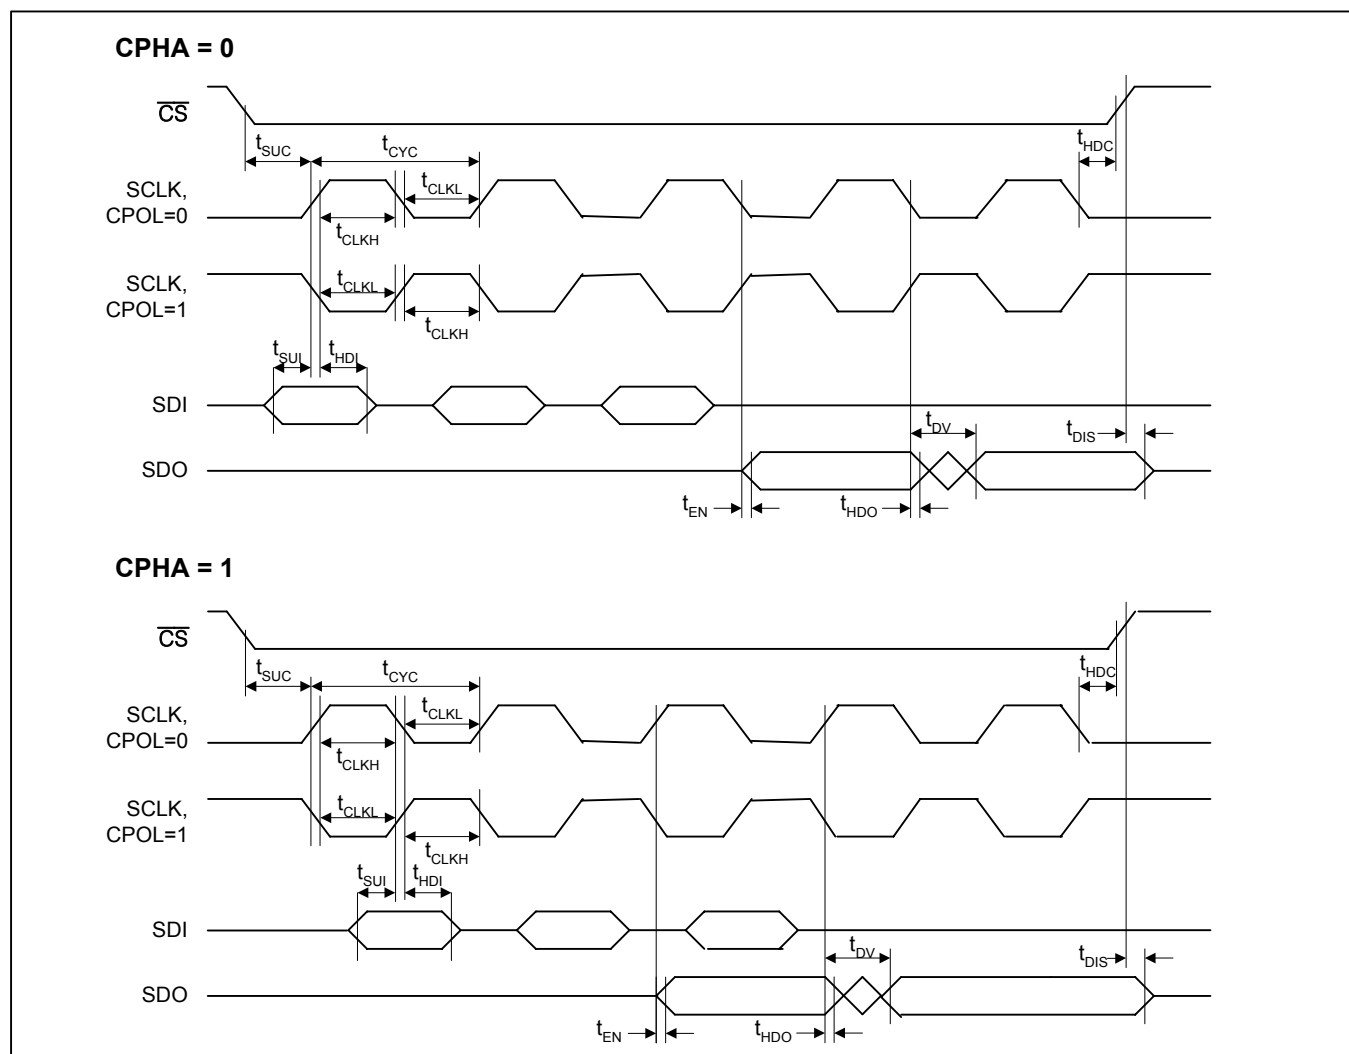 CPHA = 0
CS
tSUC
tCYC
tHDC
SCLK,
CPOL=0
tCLKL
tCLKH
SCLK,
CPOL=1
tCLKL
tCLKH
tSUI
tHDI
SDI
tDV
tDIS
SDO
tEN
tHDO
CPHA = 1
CS
tSUC
tCYC
tHDC
SCLK,
CPOL=0
tCLKL
tCLKH
SCLK,
CPOL=1
tCLKL
tCLKH
tSUI
tHDI
SDI
tDV
tDIS
SDO
tEN
tHDO